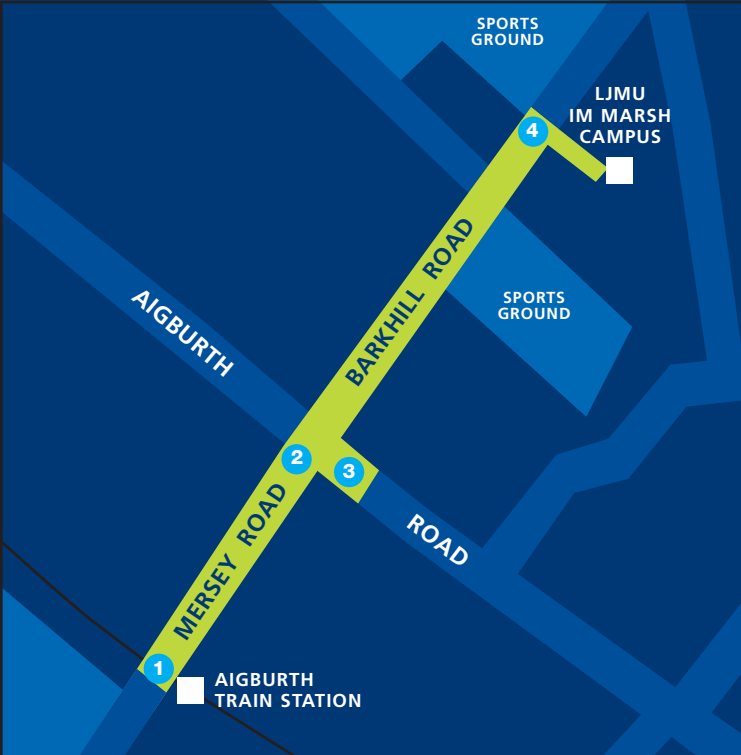 SPORTS
GROUND
LJMU
IM MARSH
CAMPUS
4
BARKHILL ROAD
SPORTS
GROUND
AIGBURTH
2
3
MERSEY ROAD
ROAD
1
AIGBURTH
TRAIN STATION